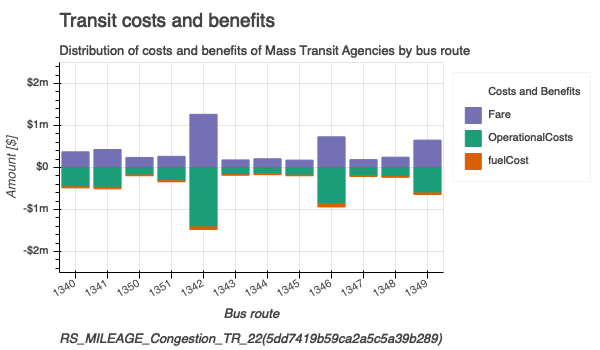 Transit costs and benefits
Distribution of costs and benefits of Mass Transit Agencies by bus route
Costs and Benefits
Fare
OperationalCosts
fuelCost
Amount [$]
$2m
$1m
$0
-$1m
-$2m
1340 1341 1350 1351 1342 1343 1344 1345 1346 1347 1348 1349
Bus route
RS_MILEAGE_Congestion_TR_22(5dd7419b59ca2a5c5a39b289)